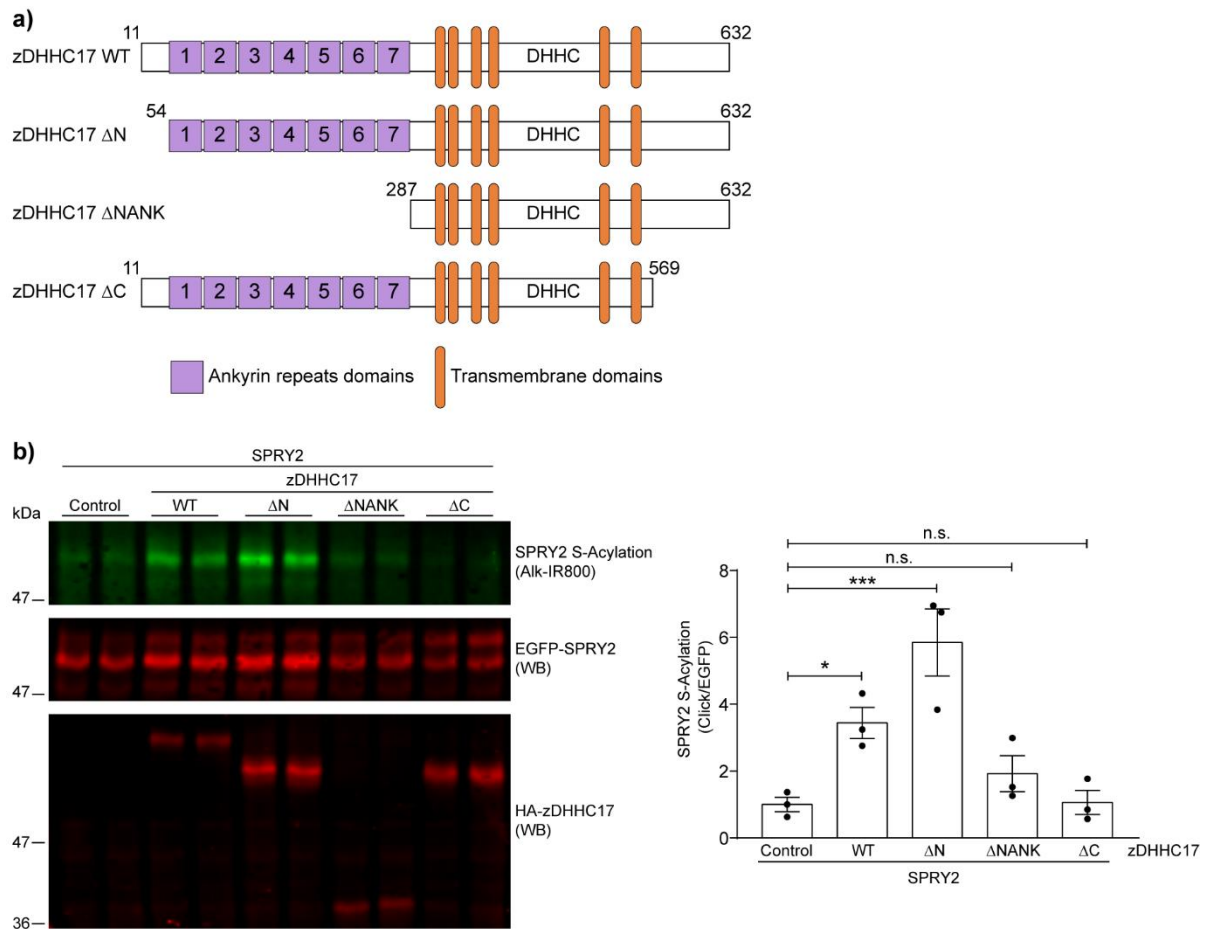 a)
11 632
zDHHC17 WT 1 2 3 4 5 6 7 DHHC
54 632
zDHHC17 ΔN 1 2 3 4 5 6 7 DHHC
287 632
zDHHC17 ΔNANK DHHC
11 569
zDHHC17 ΔC 1 2 3 4 5 6 7 DHHC
Ankyrin repeats domains Transmembrane domains
b)
SPRY2
zDHHC17
kDa Control WT ΔN ΔNANK ΔC
SPRY2 S-Acylation
(Alk-IR800)
47
EGFP-SPRY2
(WB)
47
HA-zDHHC17
(WB)
47
36
n.s.
n.s.
***
*
SPRY2 S-Acylation
(Click/EGFP)
8
6
4
2
0
Control WT ΔN ΔNANK ΔC zDHHC17
SPRY2